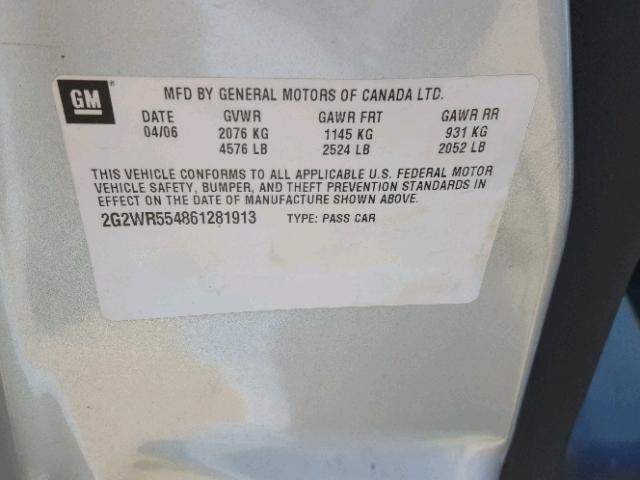 GM
MFD BY GENERAL MOTORS OF CANADA LTD.
DATE GVWR GAWR FRT GAWR RR
04/06 2076 KG 1145 KG 931 KG
4576 LB 2524 LB 2052 LB
THIS VEHICLE CONFORMS TO ALL APPLICABLE U.S. FEDERAL MOTOR
VEHICLE SAFETY, BUMPER, AND THEFT PREVENTION STANDARDS IN
EFFECT ON THE DATE OF MANUFACTURE SHOWN ABOVE.
2G2WR554861281913 TYPE: PASS CAR